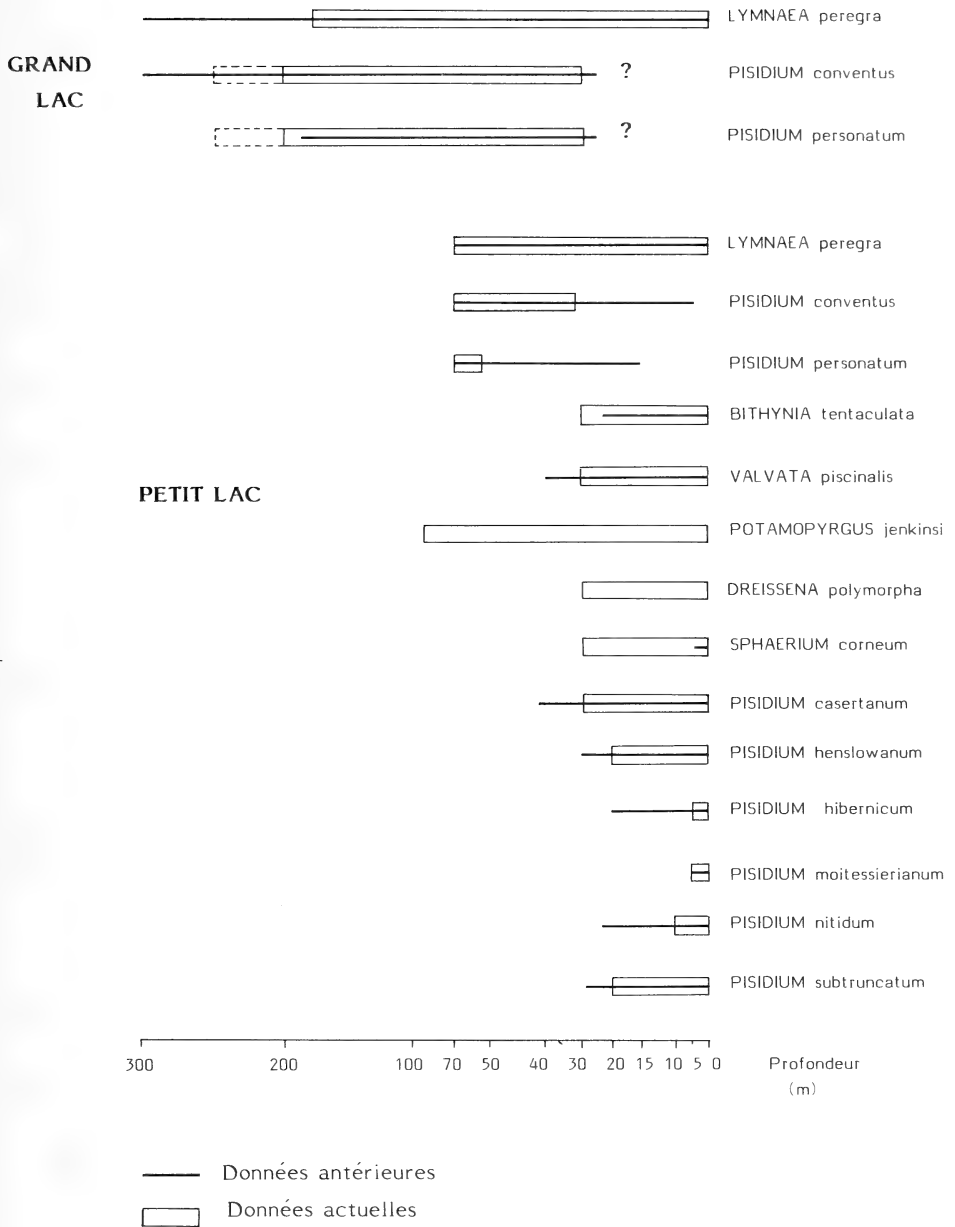 LYMNAEA peregra
GRAND
LAC
PISIDIUM conventus
?
PISIDIUM personatum
?
LYMNAEA peregra
PISIDIUM conventus
PISIDIUM personatum
BITHYNIA tentaculata
VALVATA piscinalis
PETIT LAC
POTAMOPYRGUS jenkinsi
DREISSENA polymorpha
SPHAERIUM corneum
PISIDIUM casertanum
PISIDIUM henslowanum
PISIDIUM hibernicum
PISIDIUM moitessierianum
PISIDIUM nitidum
PISIDIUM subtruncatum
300 200 100 70 50 40 30 20 15 10 5 0 Profondeur
(m)
Données antérieures
Données actuelles